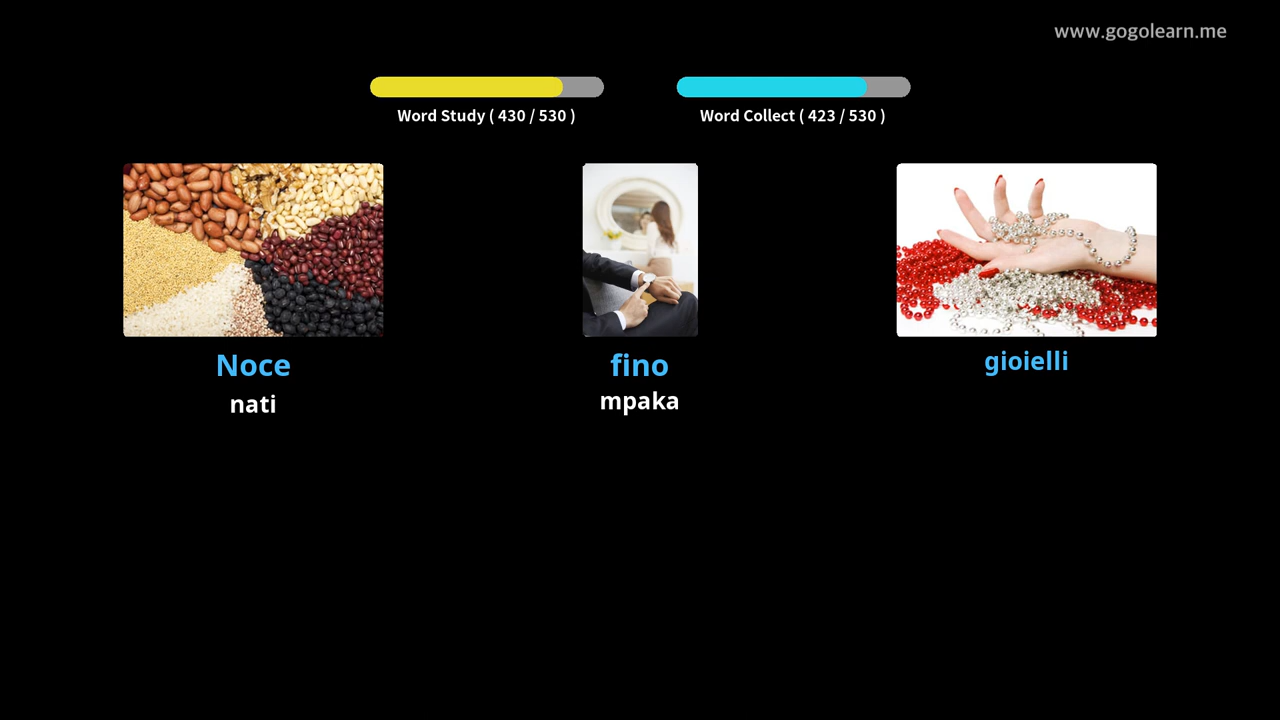 www.gogolearn.me
Word Study ( 430 / 530 )
Word Collect ( 423 / 530 )
Noce
fino
gioielli
nati
mpaka